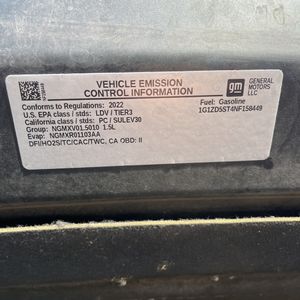 VEHICLE EMISSION
CONTROL INFORMATION
gm
GENERAL
MOTORS
LLC
Conforms to Regulations: 2022
U.S. EPA class / stds: LDV / TIER3
California class / stds: PC / SULEV30
Group: NGMXV01.5010 1.5L
Evap: NGMXR01103AA
DFI/HO2S/TC/CAC/TWC, CA OBD: II
Fuel: Gasoline
1G1ZD5ST4NF158449